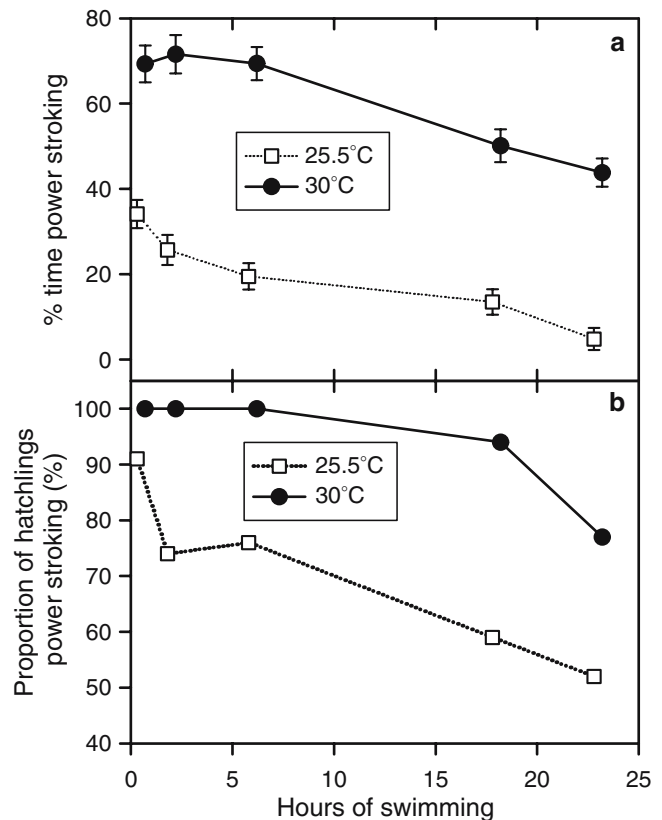 a
80
60
40
20
0
% time power stroking
25.5°C
30°C
b
100
90
80
70
60
50
40
Proportion of hatchlings
power stroking (%)
25.5°C
30°C
0 5 10 15 20 25
Hours of swimming